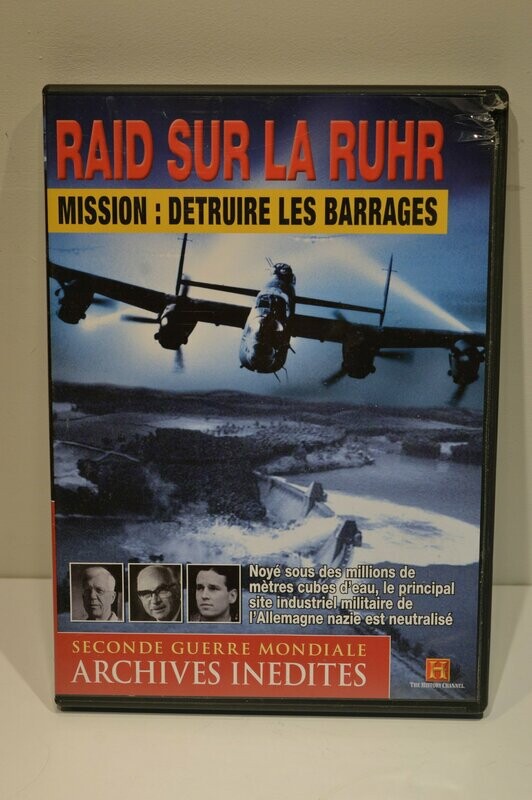 RAID SUR LA RUHR
MISSION : DETRUIRE LES BARRAGES
Noyé sous des millions de
mètres cubes d'eau, le principal
site industriel militaire de
l'Allemagne nazie est neutralisé
SECONDE GUERRE MONDIALE
ARCHIVES INEDITES
H
THE HISTORY CHANNEL